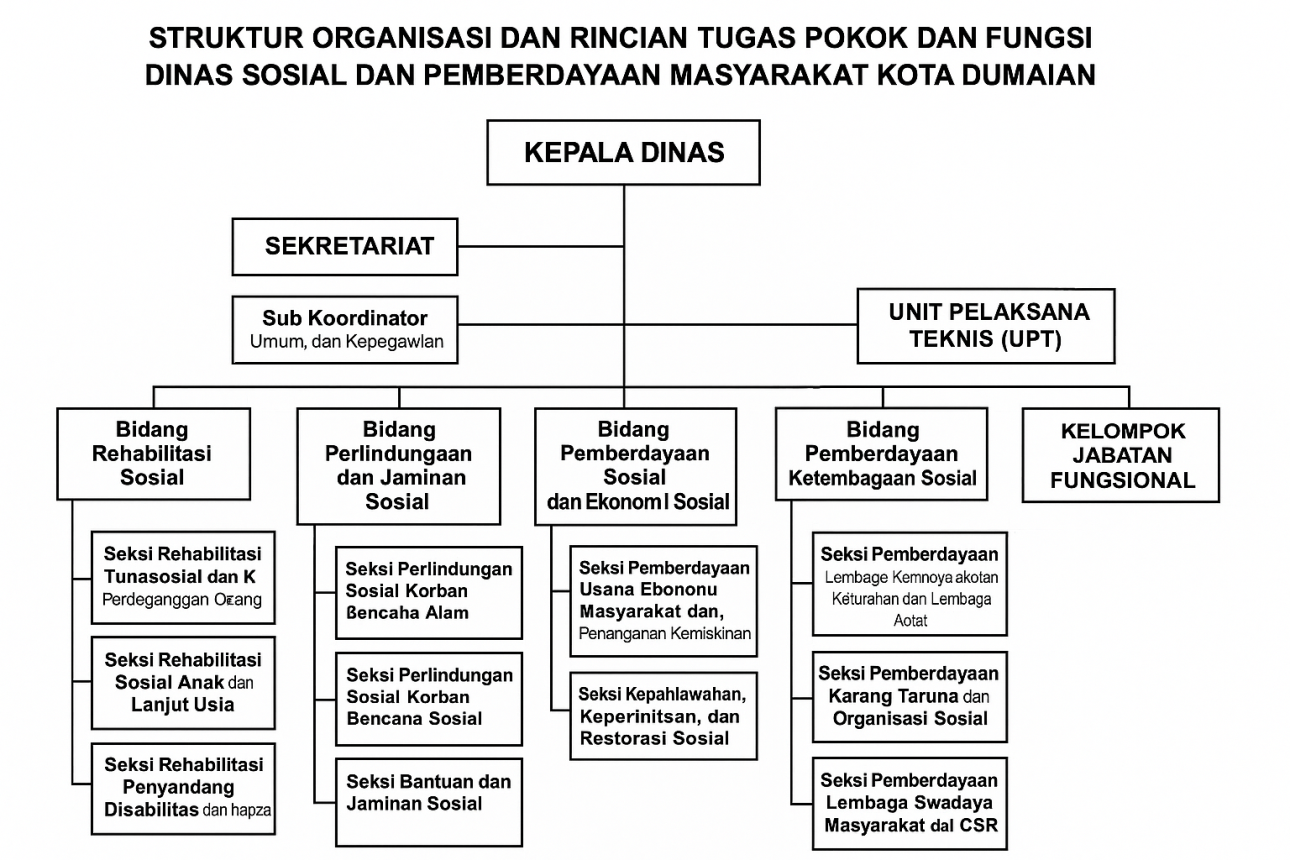 STRUKTUR ORGANISASI DAN RINCIAN TUGAS POKOK DAN FUNGSI
DINAS SOSIAL DAN PEMBERDAYAAN MASYARAKAT KOTA DUMAIAN
KEPALA DINAS
SEKRETARIAT
Sub Koordinator
Umum, dan Kepegawlan
UNIT PELAKSANA
TEKNIS (UPT)
Bidang
Rehabilitasi
Sosial
Seksi Rehabilitasi
Tunasosial dan K
Perdeganggan
Seksi Rehabilitasi
Sosial Anak dan
Lanjut Usia
Seksi Rehabilitasi
Penyandang
Disabilitas dan hapza
Bidang
Perlindungaan
dan Jaminan
Sosial
Seksi Perlindungan
Sosial Korban
Bencaha Alam
Seksi Perlindungan
Sosial Korban
Bencana Sosial
Seksi Bantuan dan
Jaminan Sosial
Bidang
Pemberdayaan
Sosial
dan Ekonom I Sosial
Seksi Pemberdayaan
Usana Ebononu
Masyarakat dan,
Penanganan Kemiskinan
Seksi Kepahlawahan,
Keperinitsan, dan
Restorasi Sosial
Bidang
Pemberdayaan
Ketembagaan Sosial
Seksi Pemberdayaan
Lembage Kemnoya akotan
Keturahan dan Lembaga
Aotat
Seksi Pemberdayaan
Karang Taruna dan
Organisasi Sosial
Seksi Pemberdayaan
Lembaga Swadaya
Masyarakat dal CSR
KELOMPOK
JABATAN
FUNGSIONAL